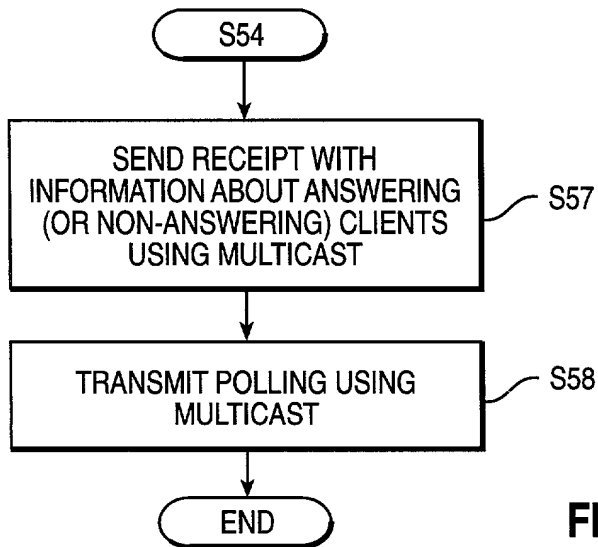 S54
SEND RECEIPT WITH
INFORMATION ABOUT ANSWERING
(OR NON-ANSWERING) CLIENTS
USING MULTICAST
S57
TRANSMIT POLLING USING
MULTICAST
S58
END